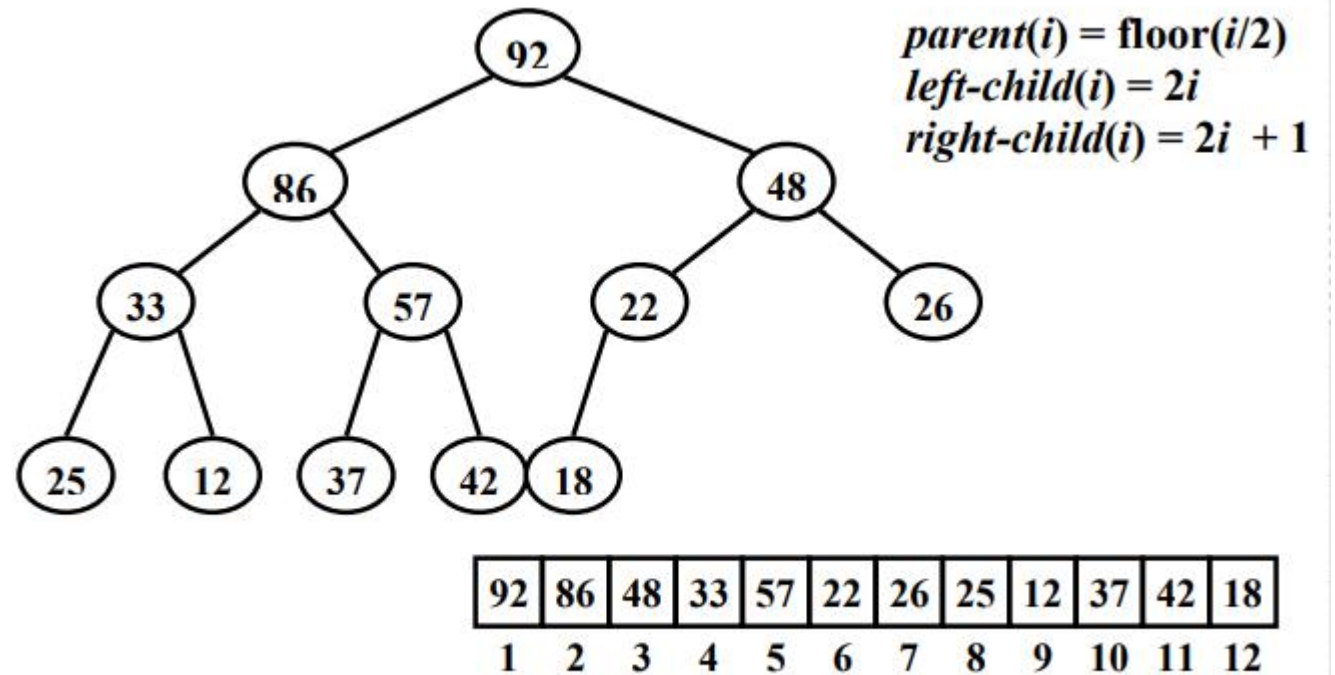 92
parent(i) = floor(i/2)
left-child(i) = 2i
right-child(i) = 2i + 1
86 48
33 57 22 26
25 12 37 42 18
92 86 48 33 57 22 26 25 12 37 42 18
1 2 3 4 5 6 7 8 9 10 11 12